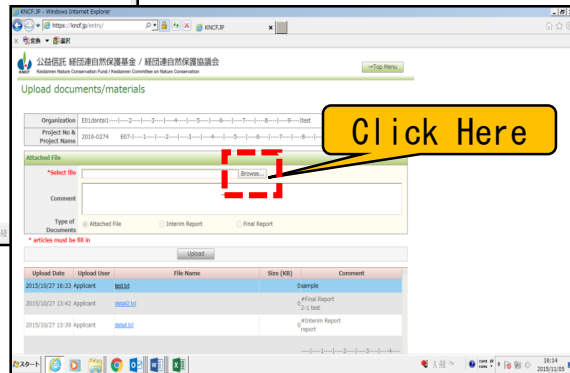 KNCF.JP - Windows Internet Explorer
https://kncf.jp/entry/
KNCF.JP
変換
選択
公益信託 経団連自然保護基金 / 経団連自然保護協議会
KNCF Keidanren Nature Conservation Fund / Keidanren Committee on Nature Conservation
→Top Menu
Upload documents/materials
Organization
Project No & Project Name 2016-0274
Click Here
Attached File
*Select file Browse...
Comment
Type of Documents Attached File Interim Report Final Report
* articles must be fill in
Upload
Upload Date Upload User File Name Size (KB) Comment
2015/10/27 16:33 Applicant test.txt 0 sample
2015/10/27 13:42 Applicant detail2.txt 0 #Final Report 2-1 test
2015/10/27 13:39 Applicant detail.txt 0 #Interim Report report
スタート
16:14
2015/11/05